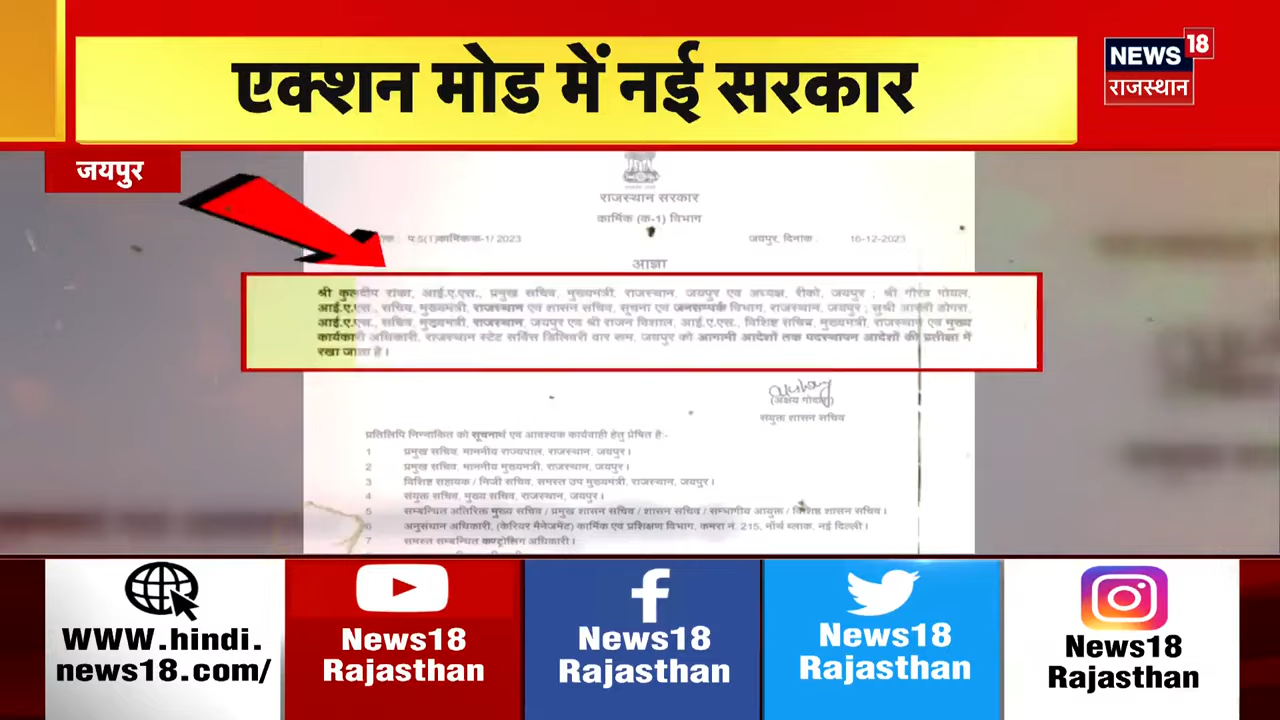 एक्शन मोड में नई सरकार
NEWS 18
राजस्थान
जयपुर
राजस्थान सरकार
कार्मिक (क-1) विभाग
प.5(1)कार्मिक/क-1/ 2023 जयपुर, दिनांक : 16-12-2023
आज्ञा
श्री कुलदीप रांका, आई.ए.एस., प्रमुख सचिव, मुख्यमंत्री, राजस्थान, जयपुर एवं अध्यक्ष, रीको, जयपुर ; श्री गौरव गोयल,
आई.ए.एस., सचिव, मुख्यमंत्री, राजस्थान एवं शासन सचिव, सूचना एवं जनसम्पर्क विभाग, राजस्थान, जयपुर ; सुश्री आरती डोगरा,
आई.ए.एस., सचिव, मुख्यमंत्री, राजस्थान, जयपुर एवं श्री राजन विशाल, आई.ए.एस., विशिष्ट सचिव, मुख्यमंत्री, राजस्थान एवं मुख्य
कार्यकारी अधिकारी, राजस्थान स्टेट सर्विस डिलिवरी वार रूम, जयपुर को आगामी आदेशों तक पदस्थापन आदेशों की प्रतीक्षा में
रखा जाता है।
संयुक्त शासन सचिव
प्रतिलिपि निम्नांकित को सूचनार्थ एवं आवश्यक कार्यवाही हेतु प्रेषित है:-
1 प्रमुख सचिव, माननीय राज्यपाल, राजस्थान, जयपुर।
2 प्रमुख सचिव, माननीय मुख्यमंत्री, राजस्थान, जयपुर।
3 विशिष्ट सहायक / निजी सचिव, समस्त उप मुख्यमंत्री, राजस्थान, जयपुर।
4 संयुक्त सचिव, मुख्य सचिव, राजस्थान, जयपुर।
5 सम्बन्धित अतिरिक्त मुख्य सचिव / प्रमुख शासन सचिव / शासन सचिव / सम्भागीय आयुक्त / विशिष्ट शासन सचिव।
6 अनुसंधान अधिकारी, (केरियर मैनेजमेंट) कार्मिक एवं प्रशिक्षण विभाग, कमरा नं. 215, नॉर्थ ब्लाक, नई दिल्ली।
7 समस्त सम्बन्धित कण्ट्रोलिंग अधिकारी।
WWW.hindi.
news18.com/
News18
Rajasthan
News18
Rajasthan
News18
Rajasthan
News18
Rajasthan